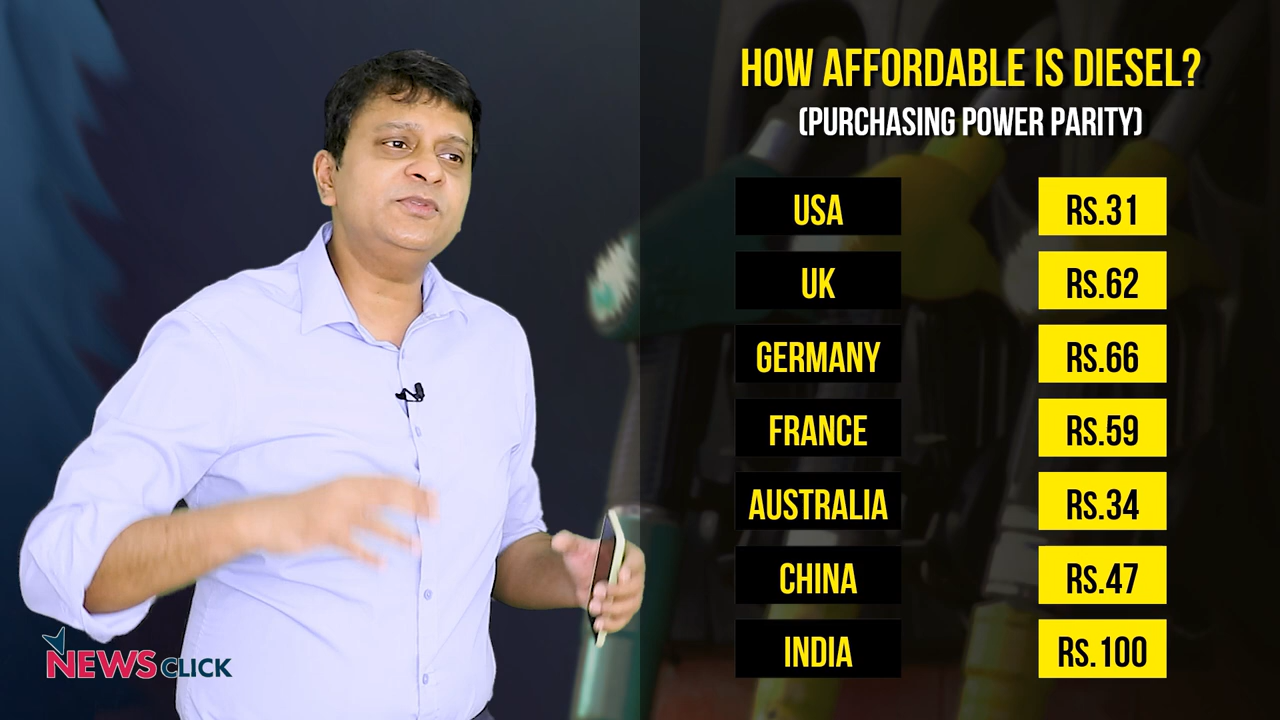 HOW AFFORDABLE IS DIESEL?
(PURCHASING POWER PARITY)
USA Rs.31
UK Rs.62
GERMANY Rs.66
FRANCE Rs.59
AUSTRALIA Rs.34
CHINA Rs.47
INDIA Rs.100
NEWSCLICK